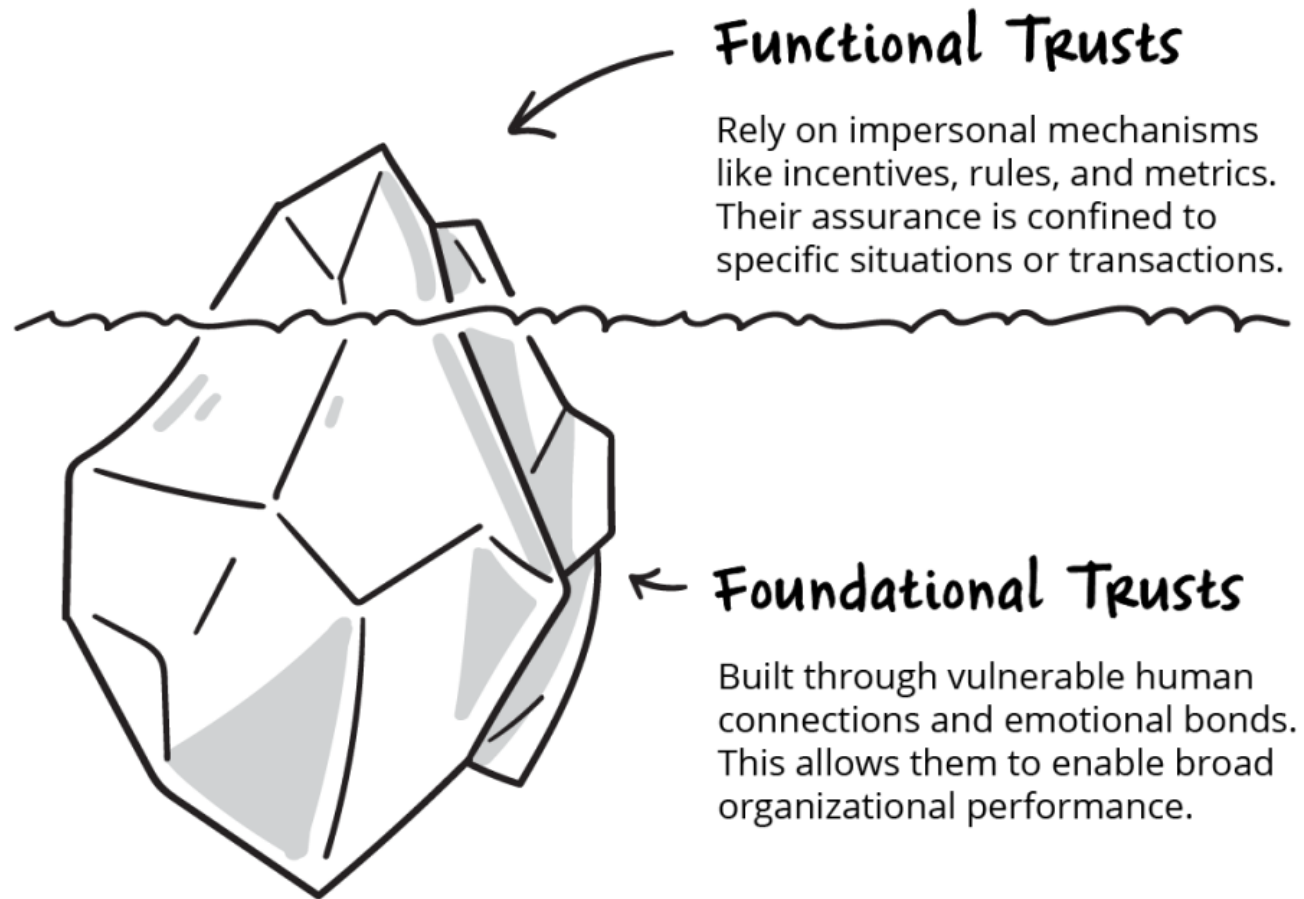 Functional Trusts
Rely on impersonal mechanisms
like incentives, rules, and metrics.
Their assurance is confined to
specific situations or transactions.
Foundational Trusts
Built through vulnerable human
connections and emotional bonds.
This allows them to enable broad
organizational performance.